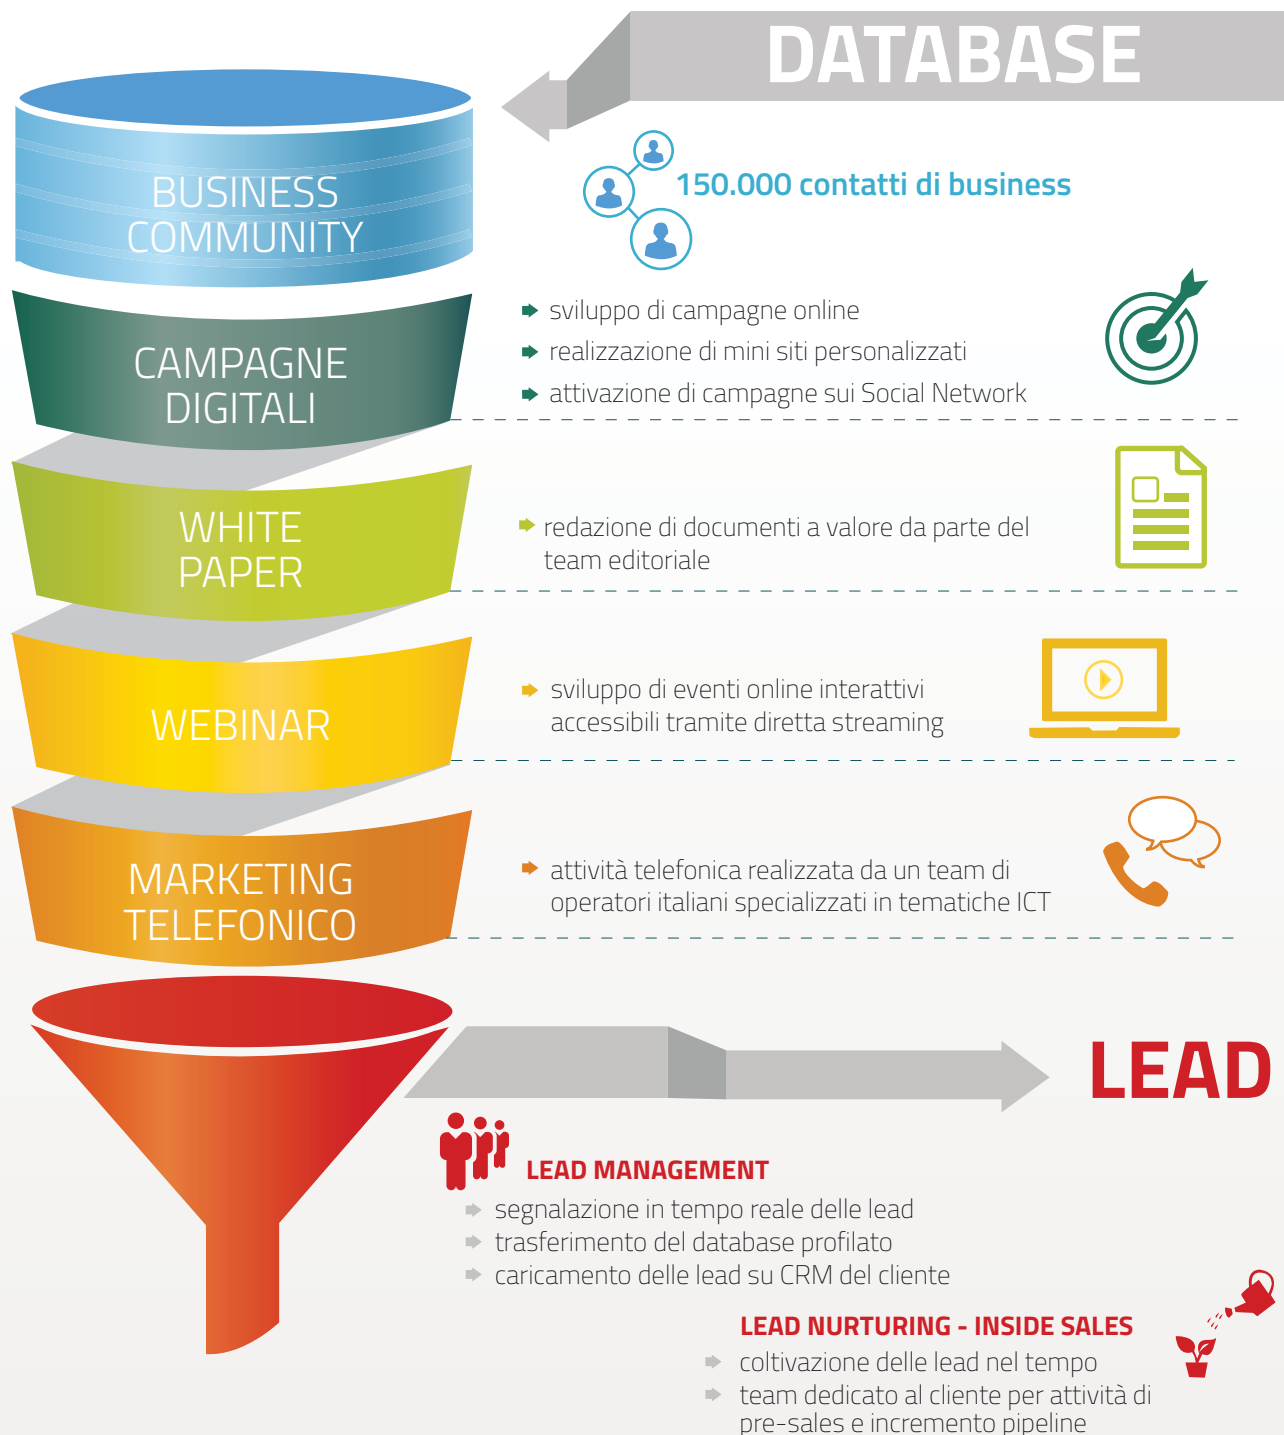 DATABASE
BUSINESS
COMMUNITY
150.000 contatti di business
CAMPAGNE
DIGITALI
sviluppo di campagne online
realizzazione di mini siti personalizzati
attivazione di campagne sui Social Network
WHITE
PAPER
redazione di documenti a valore da parte del
team editoriale
WEBINAR
sviluppo di eventi online interattivi
accessibili tramite diretta streaming
MARKETING
TELEFONICO
attività telefonica realizzata da un team di
operatori italiani specializzati in tematiche ICT
LEAD
LEAD MANAGEMENT
segnalazione in tempo reale delle lead
trasferimento del database profilato
caricamento delle lead su CRM del cliente
LEAD NURTURING - INSIDE SALES
coltivazione delle lead nel tempo
team dedicato al cliente per attività di
pre-sales e incremento pipeline